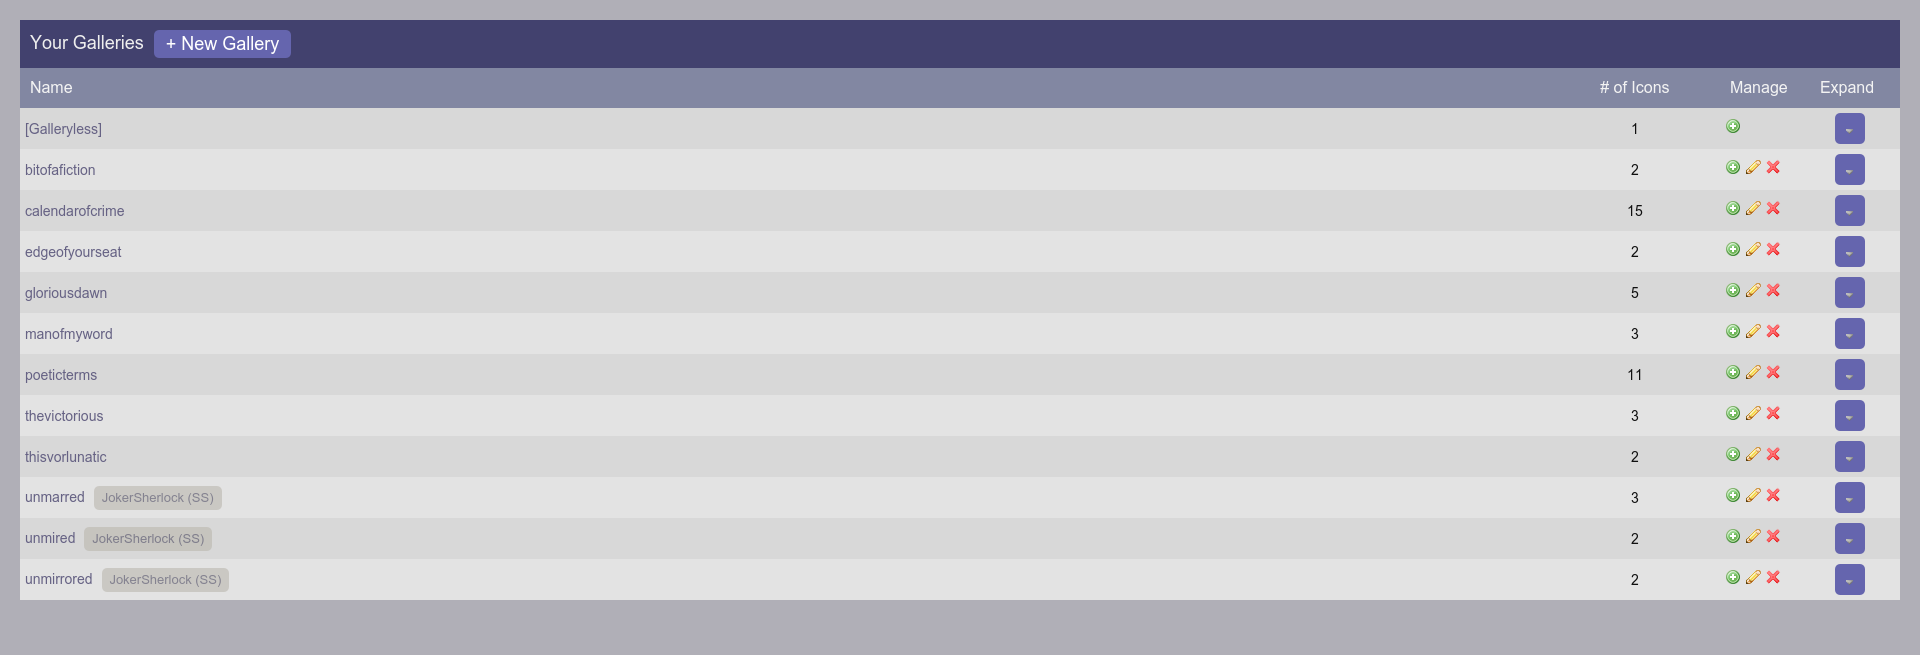 Your Galleries + New Gallery
Name # of Icons Manage Expand
[Galleryless] 1
bitofafiction 2
calendarofcrime 15
edgeofyourseat 2
gloriousdawn 5
manofmyword 3
poeticterms 11
thevictorious 3
thisvorlunatic 2
unmarred JokerSherlock (SS) 3
unmired JokerSherlock (SS) 2
unmirrored JokerSherlock (SS) 2